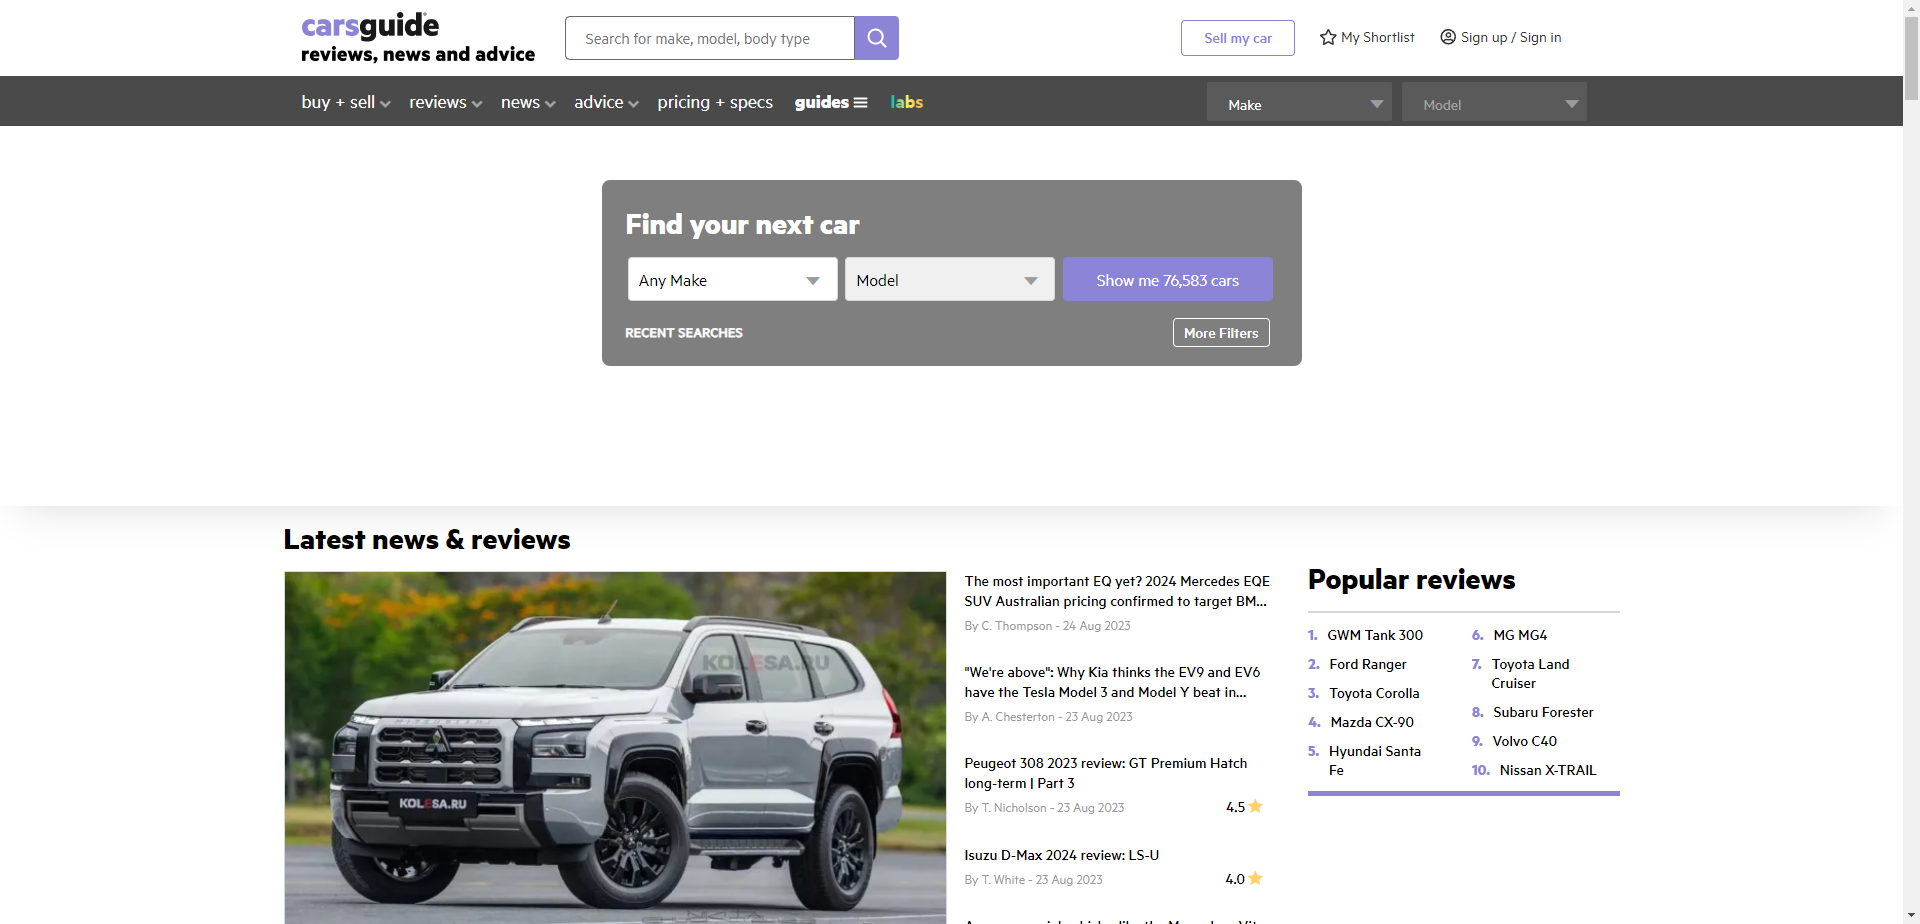 carsguide
reviews, news and advice
Search for make, model, body type
Sell my car
My Shortlist
Sign up / Sign in
buy + sell
reviews
news
advice
pricing + specs
guides
labs
Make
Model
Find your next car
Any Make
Model
Show me 76,583 cars
RECENT SEARCHES
More Filters
Latest news & reviews
MITSUBISHI
KOLESA.RU
KOLESA.RU
The most important EQ yet? 2024 Mercedes EQE
SUV Australian pricing confirmed to target BM...
By C. Thompson - 24 Aug 2023
"We're above": Why Kia thinks the EV9 and EV6
have the Tesla Model 3 and Model Y beat in...
By A. Chesterton - 23 Aug 2023
Peugeot 308 2023 review: GT Premium Hatch
long-term | Part 3
By T. Nicholson - 23 Aug 2023
4.5
Isuzu D-Max 2024 review: LS-U
By T. White - 23 Aug 2023
4.0
Popular reviews
1. GWM Tank 300
2. Ford Ranger
3. Toyota Corolla
4. Mazda CX-90
5. Hyundai Santa
Fe
6. MG MG4
7. Toyota Land
Cruiser
8. Subaru Forester
9. Volvo C40
10. Nissan X-TRAIL